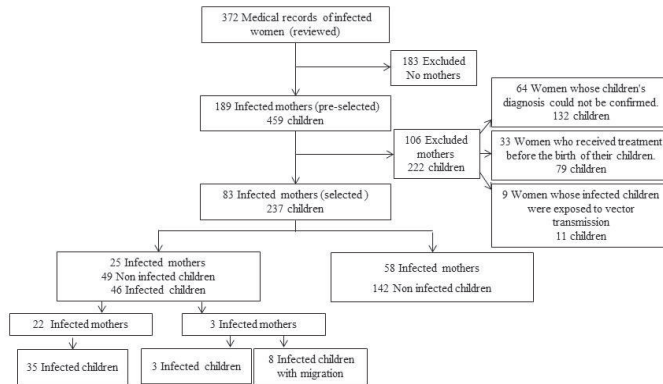 372 Medical records of infected
women (reviewed)
183 Excluded
No mothers
189 Infected mothers (pre-selected)
459 children
64 Women whose children's
diagnosis could not be confirmed.
132 children
106 Excluded
mothers
222 children
33 Women who received treatment
before the birth of their children.
79 children
83 Infected mothers (selected )
237 children
9 Women whose infected children
were exposed to vector
transmission
11 children
25 Infected mothers
49 Non infected children
46 Infected children
58 Infected mothers
142 Non infected children
22 Infected mothers
3 Infected mothers
35 Infected children
3 Infected children
8 Infected children
with migration